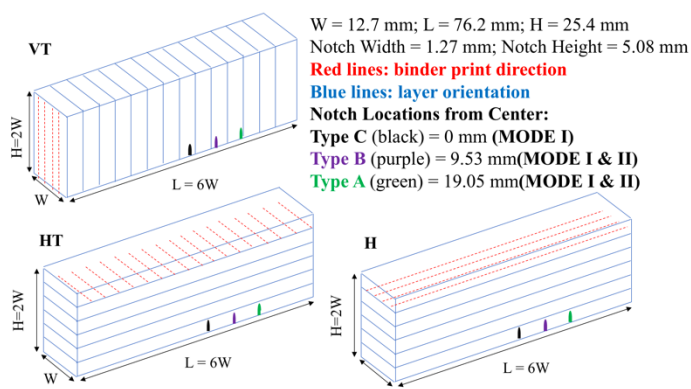 W = 12.7 mm; L = 76.2 mm; H = 25.4 mm
Notch Width = 1.27 mm; Notch Height = 5.08 mm
Red lines: binder print direction
Blue lines: layer orientation
Notch Locations from Center:
Type C (black) = 0 mm (MODE I)
Type B (purple) = 9.53mm(MODE I & II)
Type A (green) = 19.05 mm(MODE I & II)
VT
H=2W
W
L = 6W
HT
H=2W
W
L = 6W
H
H=2W
W
L = 6W